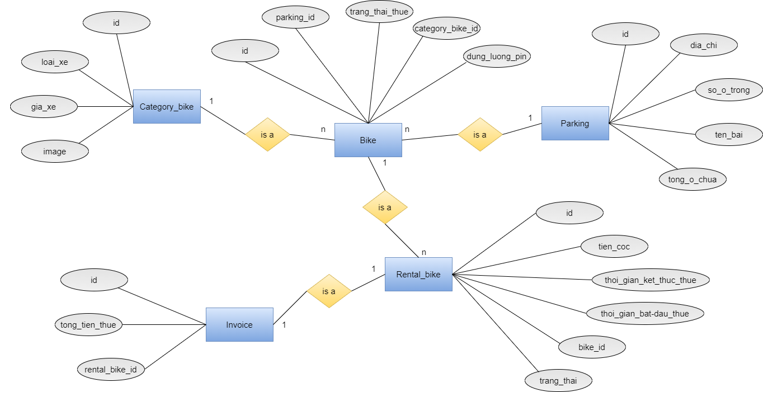 id
loai_xe
gia_xe
image
Category_bike
1
is a
n
id
parking_id
trang_thai_thue
category_bike_id
dung_luong_pin
Bike
n
is a
1
Parking
id
dia_chi
so_o_trong
ten_bai
tong_o_chua
1
is a
n
Rental_bike
id
tien_coc
thoi_gian_ket_thuc_thue
thoi_gian_bat-dau_thue
bike_id
trang_thai
1
is a
1
Invoice
id
tong_tien_thue
rental_bike_id